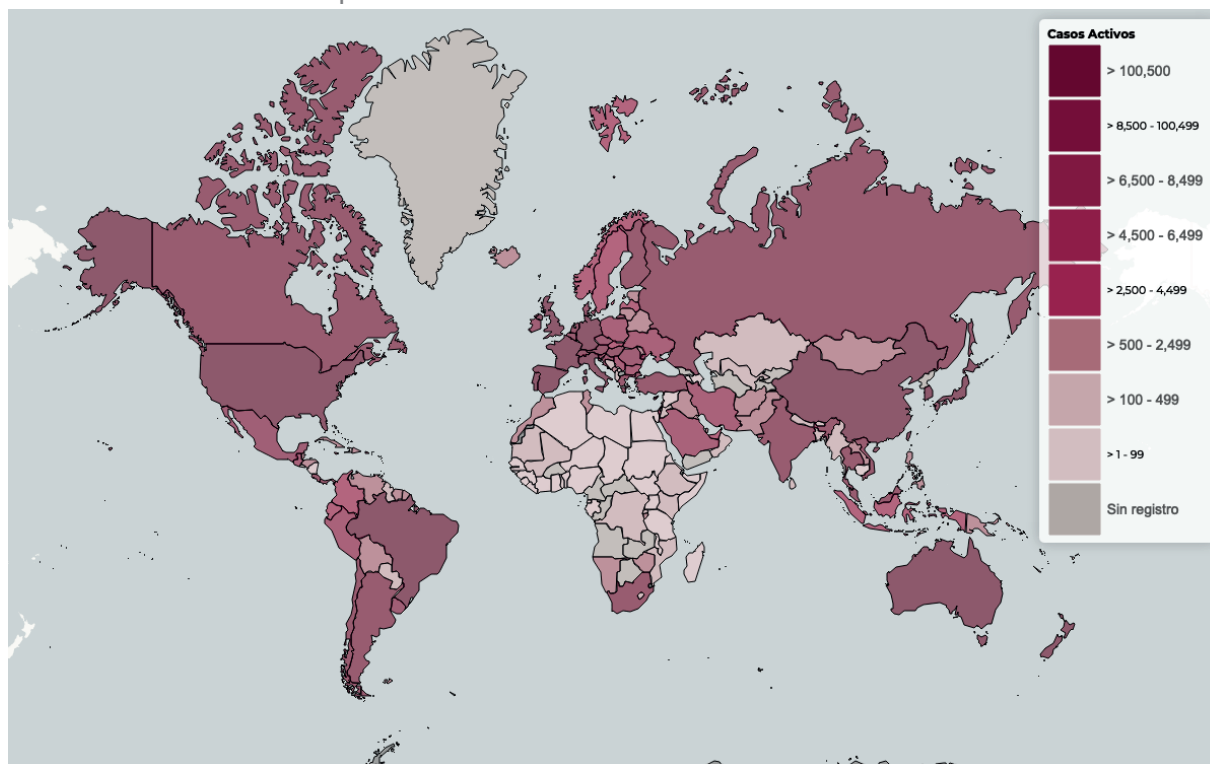 Casos Activos
> 100,500
> 8,500 - 100,499
> 6,500 - 8,499
> 4,500 - 6,499
> 2,500 - 4,499
> 500 - 2,499
> 100 - 499
> 1 - 99
Sin registro